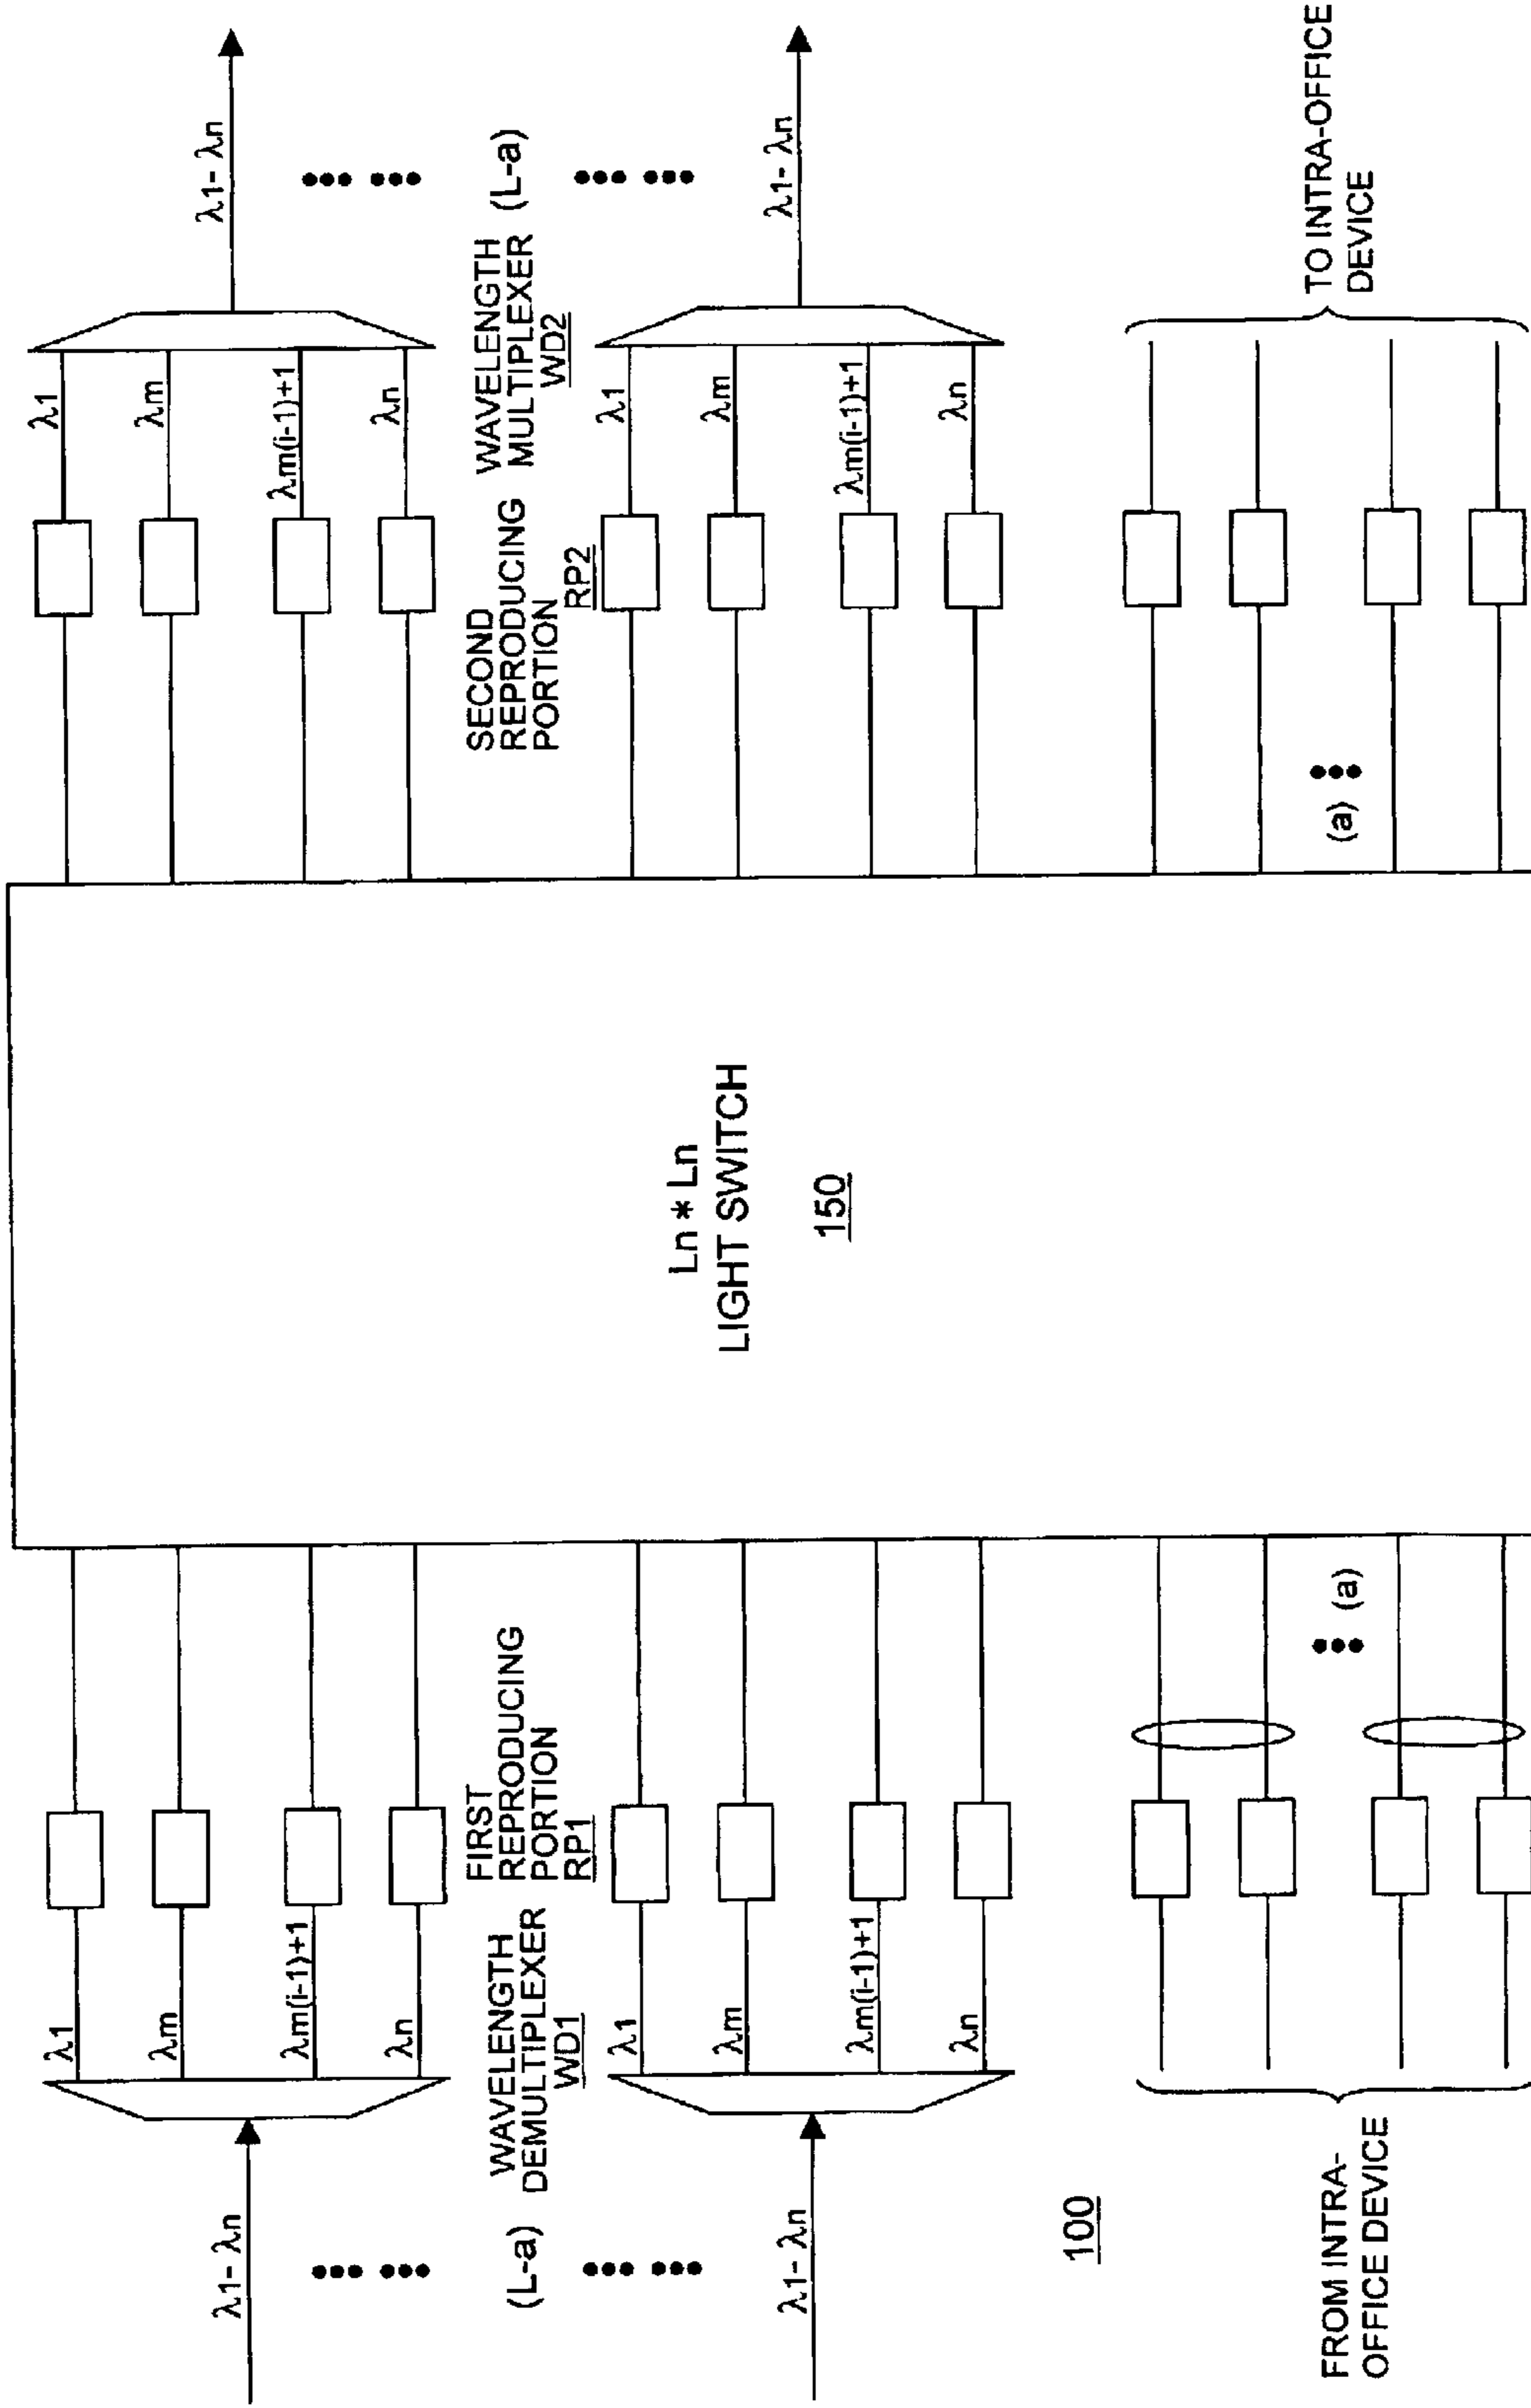 λ1- λn
λ1
λm
λm(i-1)+1
λn
λ1
λm
λm(i-1)+1
λn
λ1- λn
(L-a)
WAVELENGTH
DEMULTIPLEXER
WD1
FIRST
REPRODUCING
PORTION
RP1
SECOND
REPRODUCING
PORTION
RP2
WAVELENGTH
MULTIPLEXER
WD2
(L-a)
λ1- λn
λ1
λm
λm(i-1)+1
λn
Ln * Ln
LIGHT SWITCH
150
λ1
λm
λm(i-1)+1
λn
λ1- λn
100
FROM INTRA-
OFFICE DEVICE
(a)
(a)
TO INTRA-OFFICE
DEVICE